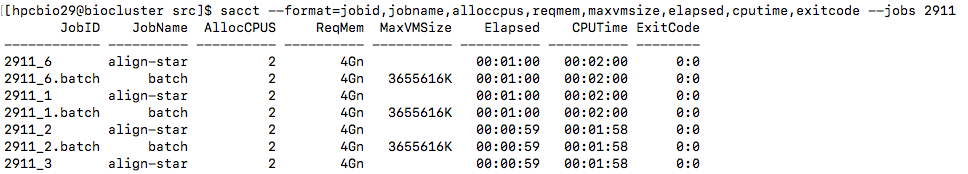 [[hpcbio29@biocluster src]$ sacct --format=jobid,jobname,alloccpus,reqmem,maxvmsize,elapsed,cputime,exitcode --jobs 2911
       JobID    JobName  AllocCPUS     ReqMem  MaxVMSize    Elapsed    CPUTime ExitCode
------------ ---------- ---------- ---------- ---------- ---------- ---------- --------
2911_6       align-star          2        4Gn              00:01:00   00:02:00      0:0
2911_6.batch      batch          2        4Gn   3655616K   00:01:00   00:02:00      0:0
2911_1       align-star          2        4Gn              00:01:00   00:02:00      0:0
2911_1.batch      batch          2        4Gn   3655616K   00:01:00   00:02:00      0:0
2911_2       align-star          2        4Gn              00:00:59   00:01:58      0:0
2911_2.batch      batch          2        4Gn   3655616K   00:00:59   00:01:58      0:0
2911_3       align-star          2        4Gn              00:00:59   00:01:58      0:0